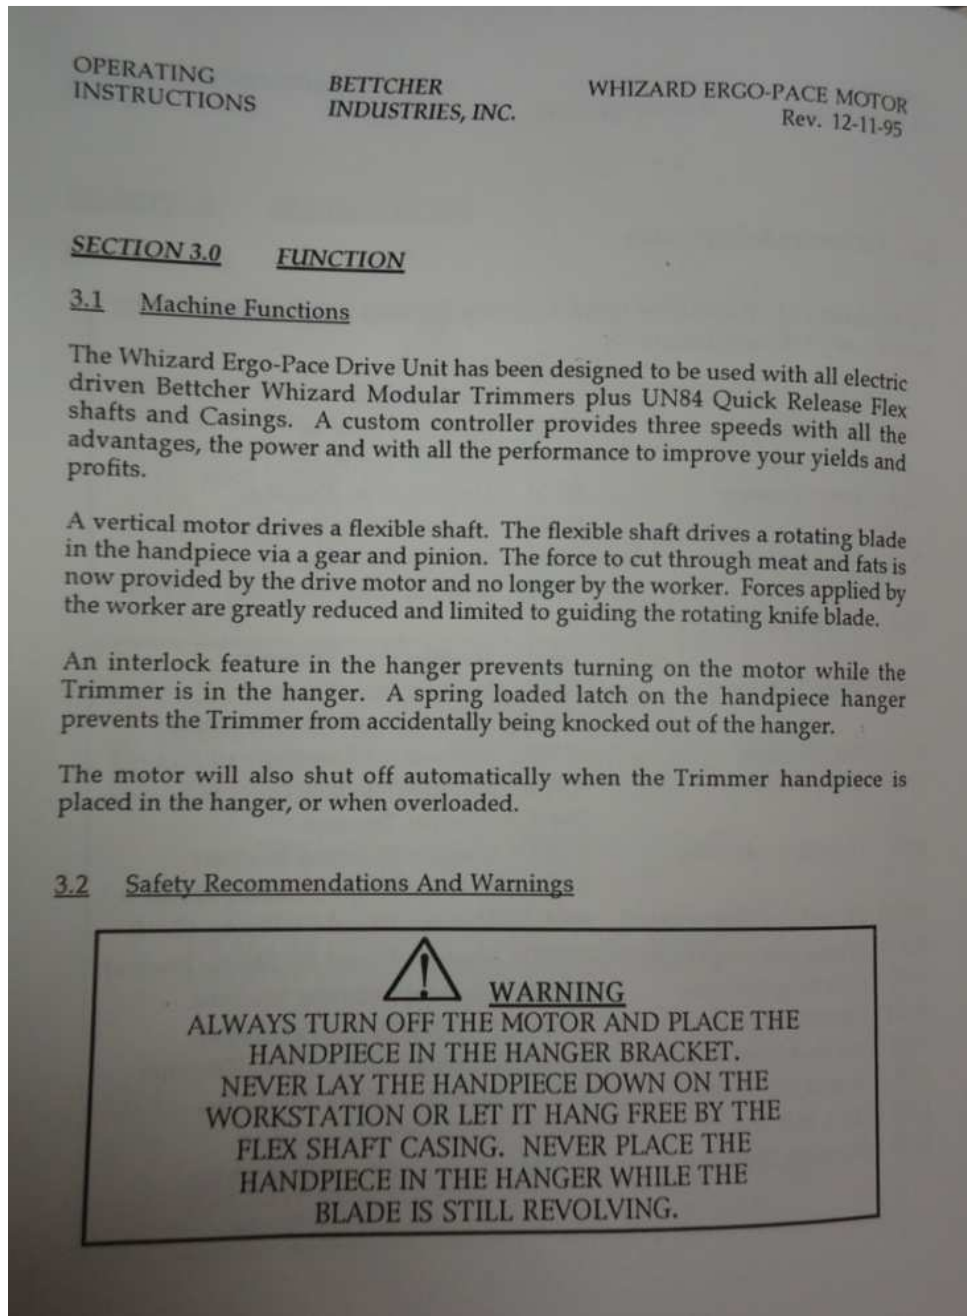 OPERATING
INSTRUCTIONS
BETTCHER
INDUSTRIES, INC.
WHIZARD ERGO-PACE MOTOR
Rev. 12-11-95
SECTION 3.0 FUNCTION
3.1 Machine Functions
The Whizard Ergo-Pace Drive Unit has been designed to be used with all electric
driven Bettcher Whizard Modular Trimmers plus UN84 Quick Release Flex
shafts and Casings. A custom controller provides three speeds with all the
advantages, the power and with all the performance to improve your yields and
profits.
A vertical motor drives a flexible shaft. The flexible shaft drives a rotating blade
in the handpiece via a gear and pinion. The force to cut through meat and fats is
now provided by the drive motor and no longer by the worker. Forces applied by
the worker are greatly reduced and limited to guiding the rotating knife blade.
An interlock feature in the hanger prevents turning on the motor while the
Trimmer is in the hanger. A spring loaded latch on the handpiece hanger
prevents the Trimmer from accidentally being knocked out of the hanger.
The motor will also shut off automatically when the Trimmer handpiece is
placed in the hanger, or when overloaded.
3.2 Safety Recommendations And Warnings
WARNING
ALWAYS TURN OFF THE MOTOR AND PLACE THE
HANDPIECE IN THE HANGER BRACKET.
NEVER LAY THE HANDPIECE DOWN ON THE
WORKSTATION OR LET IT HANG FREE BY THE
FLEX SHAFT CASING. NEVER PLACE THE
HANDPIECE IN THE HANGER WHILE THE
BLADE IS STILL REVOLVING.